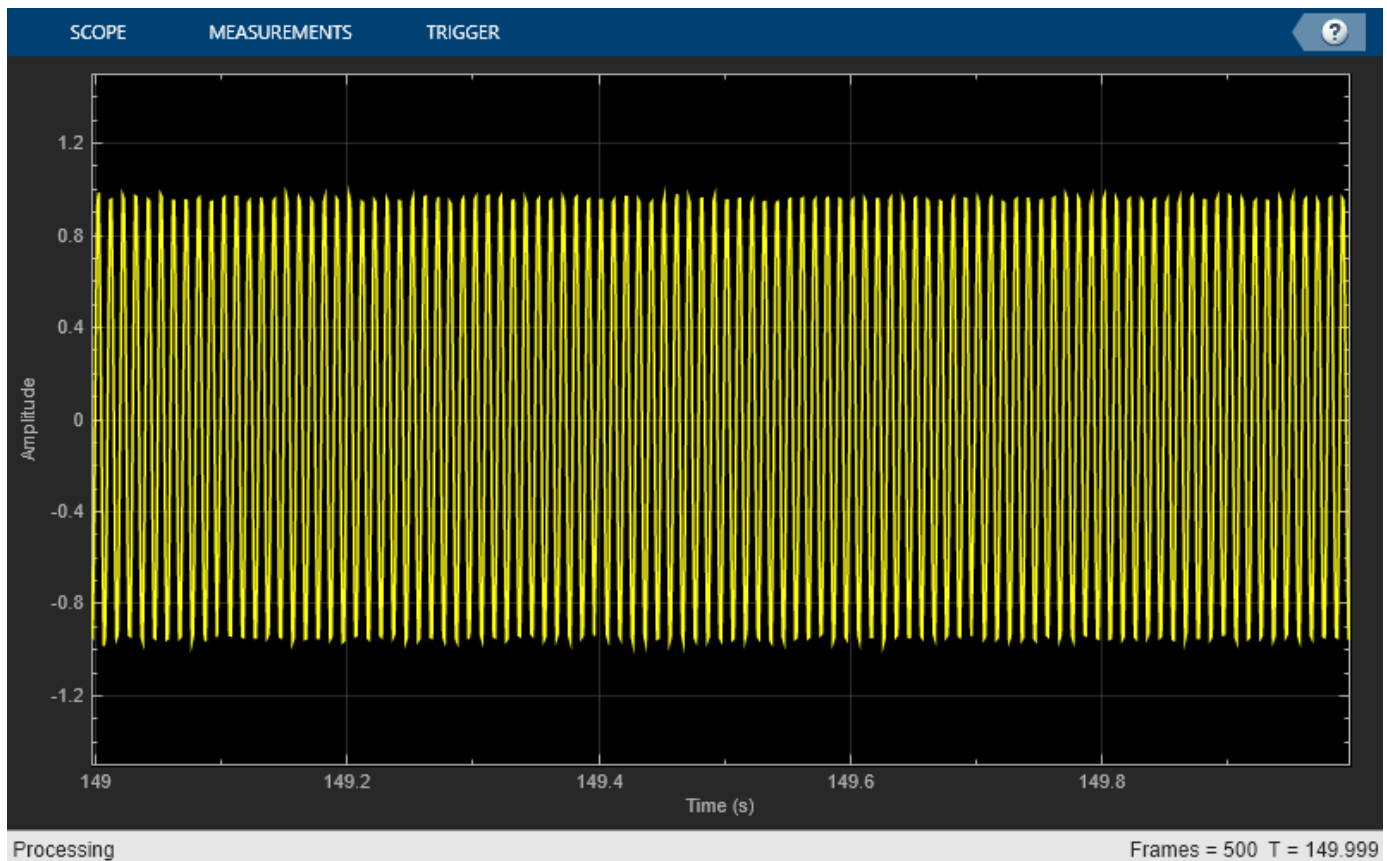 SCOPE MEASUREMENTS TRIGGER ?
1.2
0.8
0.4
0
-0.4
-0.8
-1.2
Amplitude
149 149.2 149.4 149.6 149.8
Time (s)
Processing Frames = 500 T = 149.999